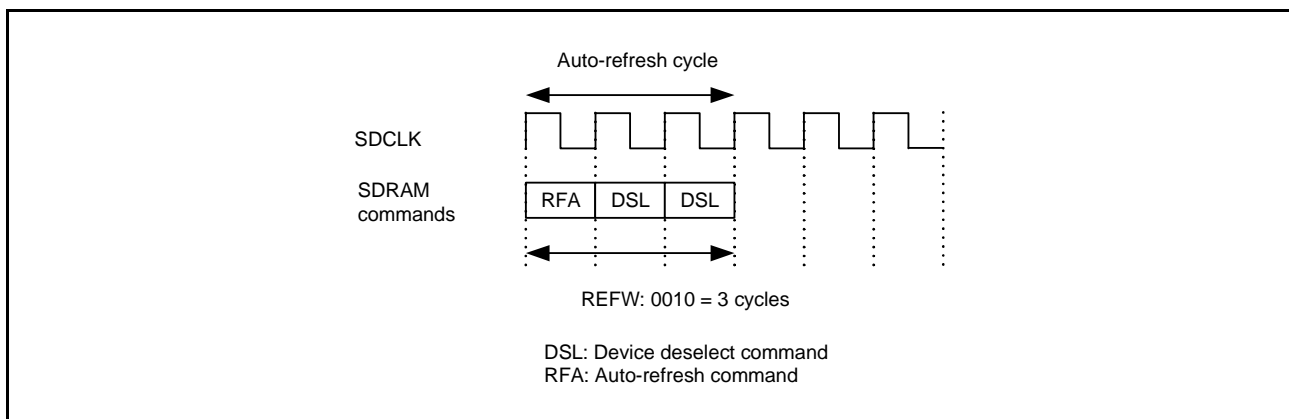 Auto-refresh cycle
SDCLK
SDRAM
commands
RFA DSL DSL
REFW: 0010 = 3 cycles
DSL: Device deselect command
RFA: Auto-refresh command